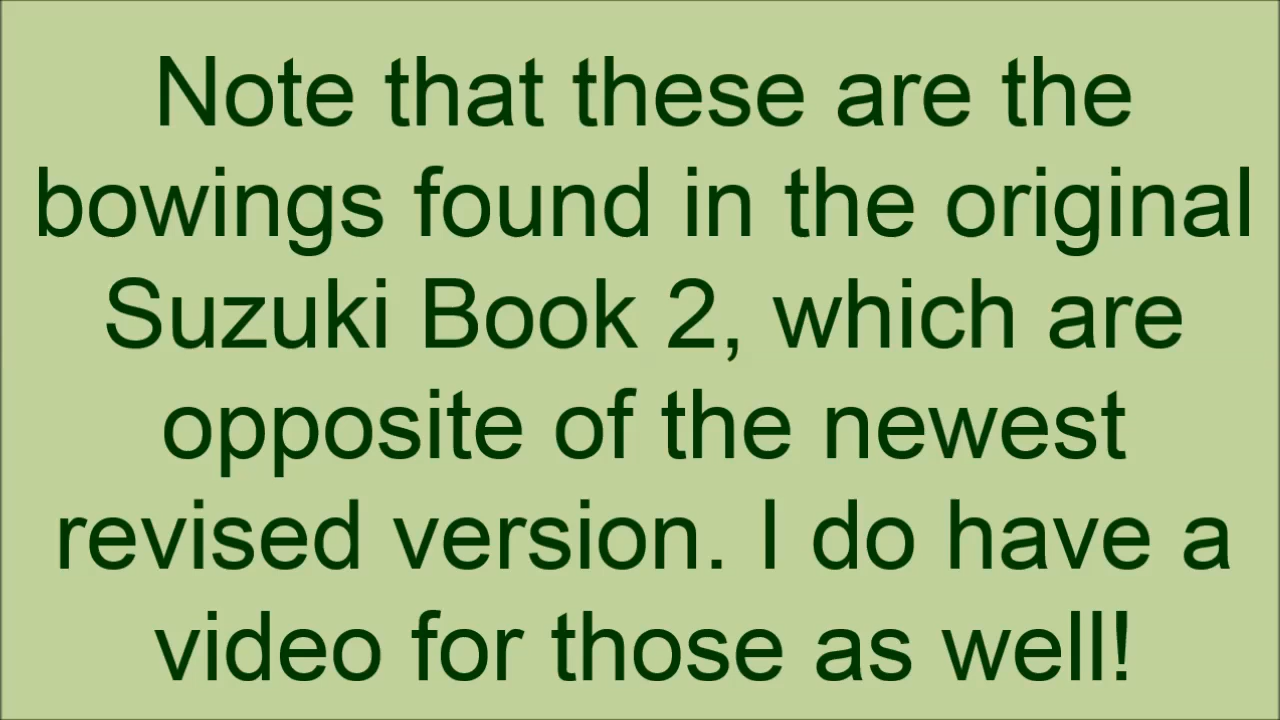 Note that these are the
bowings found in the original
Suzuki Book 2, which are
opposite of the newest
revised version. I do have a
video for those as well!